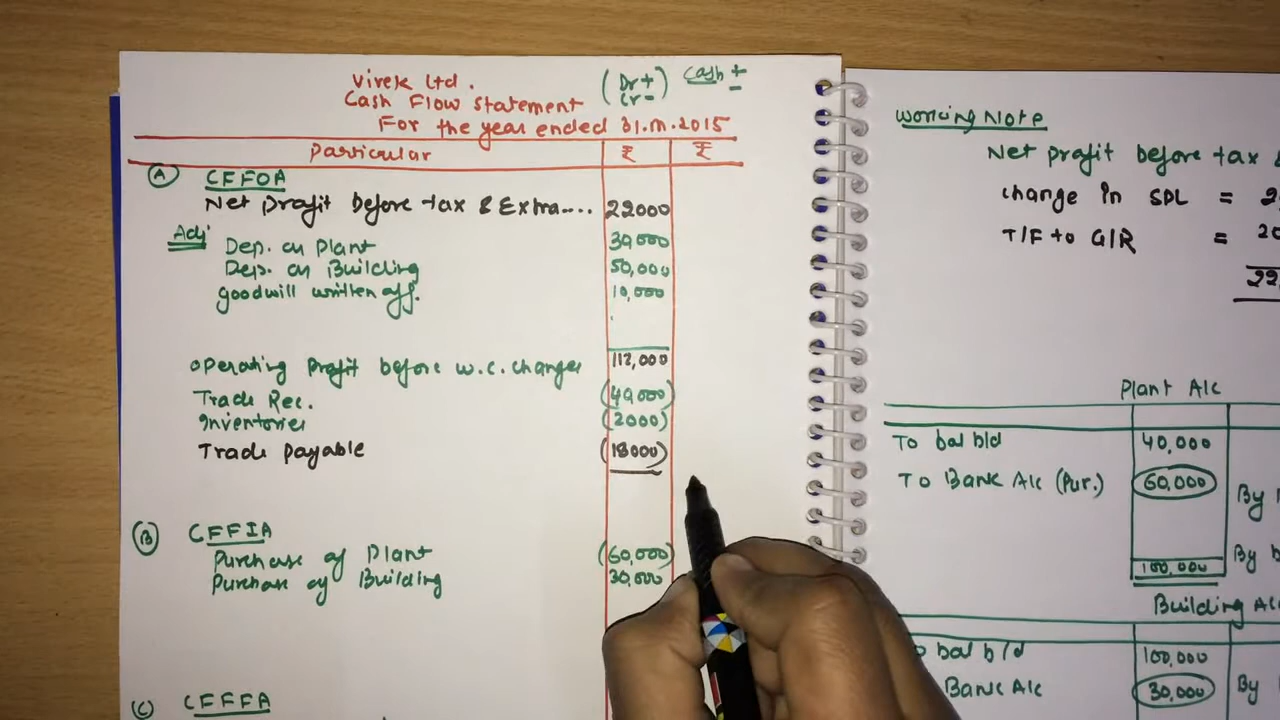 Vivek Ltd.
(Dr + Cr -) Cash + -
Cash Flow Statement
For the year ended 31.M.2015
Particular ₹ ₹
(A) CFFOA
Net Profit before tax & Extra.... 22000
Adj
Dep. on Plant 30,000
Dep. on Building 50,000
goodwill written off. 10,000
operating Profit before w.c. changes 112,000
Trade Rec. (49,000)
Inventories (2000)
Trade payable (18000)
(B) CFFIA
Purchase of Plant (60,000)
Purchase of Building 30,000
(C) CFFFA
Working Note
Net profit before tax &
change in SPL = 2
T/F to G/R = 20
22,
Plant A/c
To bal b/d 40,000
To Bank A/c (Pur.) 60,000
By
By b
100,000
Building A/c
bal b/d 100,000
Bank A/c 30,000 By